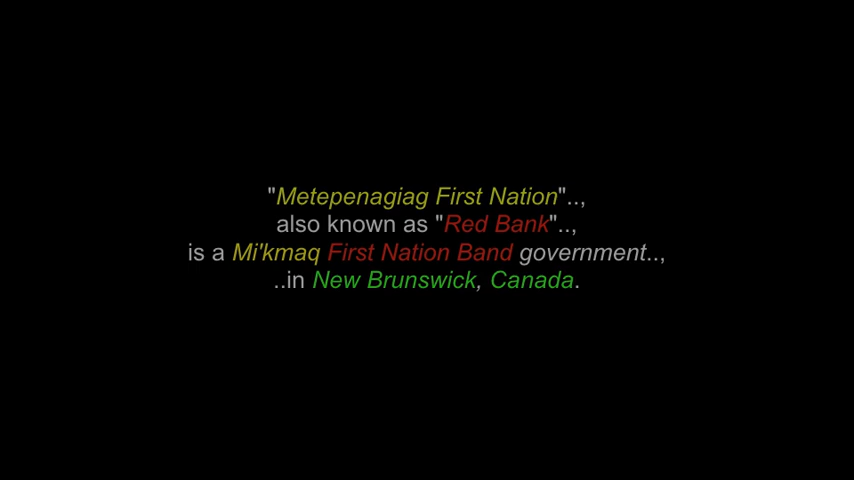 "Metepenagiag First Nation"..,
also known as "Red Bank"..,
is a Mi'kmaq First Nation Band government..,
..in New Brunswick, Canada.